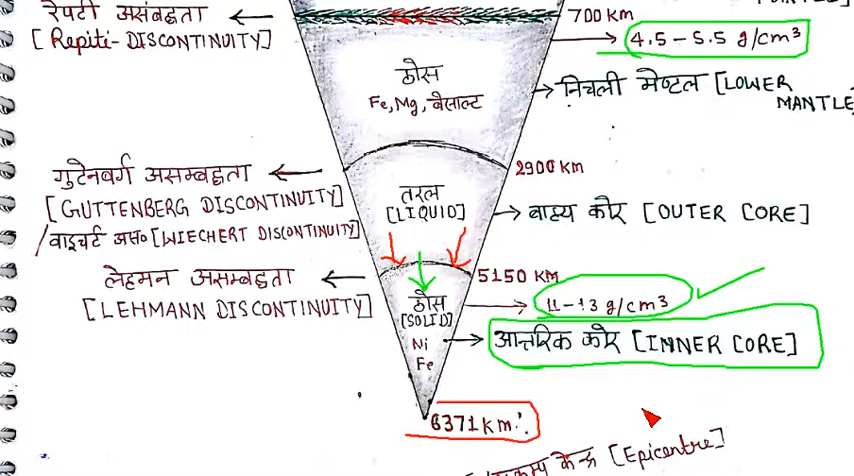 रेपटी असंबद्धता
[Repiti-DISCONTINUITY]
700 KM
4.5-5.5 g/cm³
ठोस
Fe, Mg, बेसाल्ट
निचली मेण्टल [LOWER
MANTLE]
गुटेनबर्ग असम्बद्धता
[GUTTENBERG DISCONTINUITY]
/वाइचर्ट अस॰ [WIECHERT DISCONTINUITY]
2900 KM
तरल
[LIQUID]
बाह्य कोर [OUTER CORE]
लेहमन असम्बद्धता
[LEHMANN DISCONTINUITY]
5150 KM
ठोस
[SOLID]
Ni
Fe
11-13 g/cm3
आन्तरिक कोर [INNER CORE]
6371 KM.
केन्द्र [Epicentre]